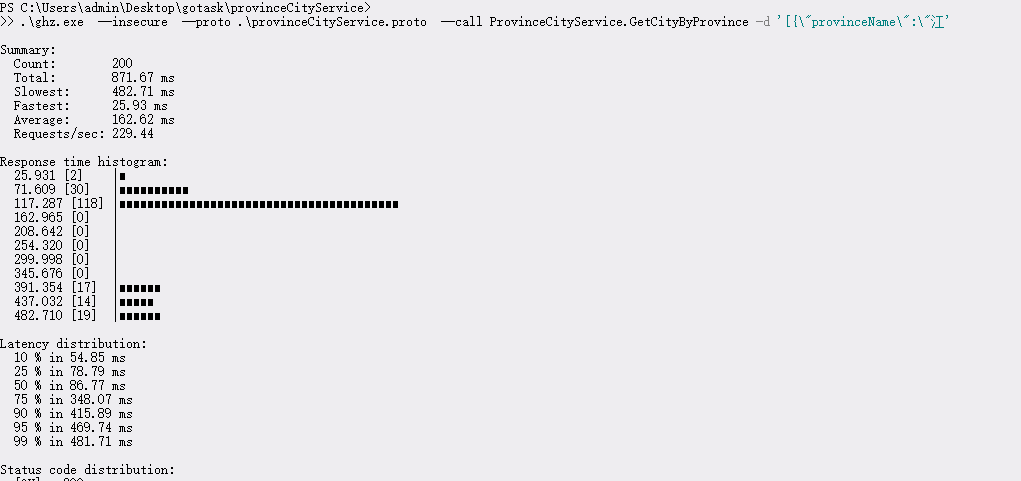 PS C:\Users\admin\Desktop\gotask\provinceCityService>
>> .\ghz.exe --insecure --proto .\provinceCityService.proto --call ProvinceCityService.GetCityByProvince -d '[{\"provinceName\":\"江'
Summary:
Count: 200
Total: 871.67 ms
Slowest: 482.71 ms
Fastest: 25.93 ms
Average: 162.62 ms
Requests/sec: 229.44
Response time histogram:
25.931 [2]
71.609 [30]
117.287 [118]
162.965 [0]
208.642 [0]
254.320 [0]
299.998 [0]
345.676 [0]
391.354 [17]
437.032 [14]
482.710 [19]
Latency distribution:
10 % in 54.85 ms
25 % in 78.79 ms
50 % in 86.77 ms
75 % in 348.07 ms
90 % in 415.89 ms
95 % in 469.74 ms
99 % in 481.71 ms
Status code distribution: